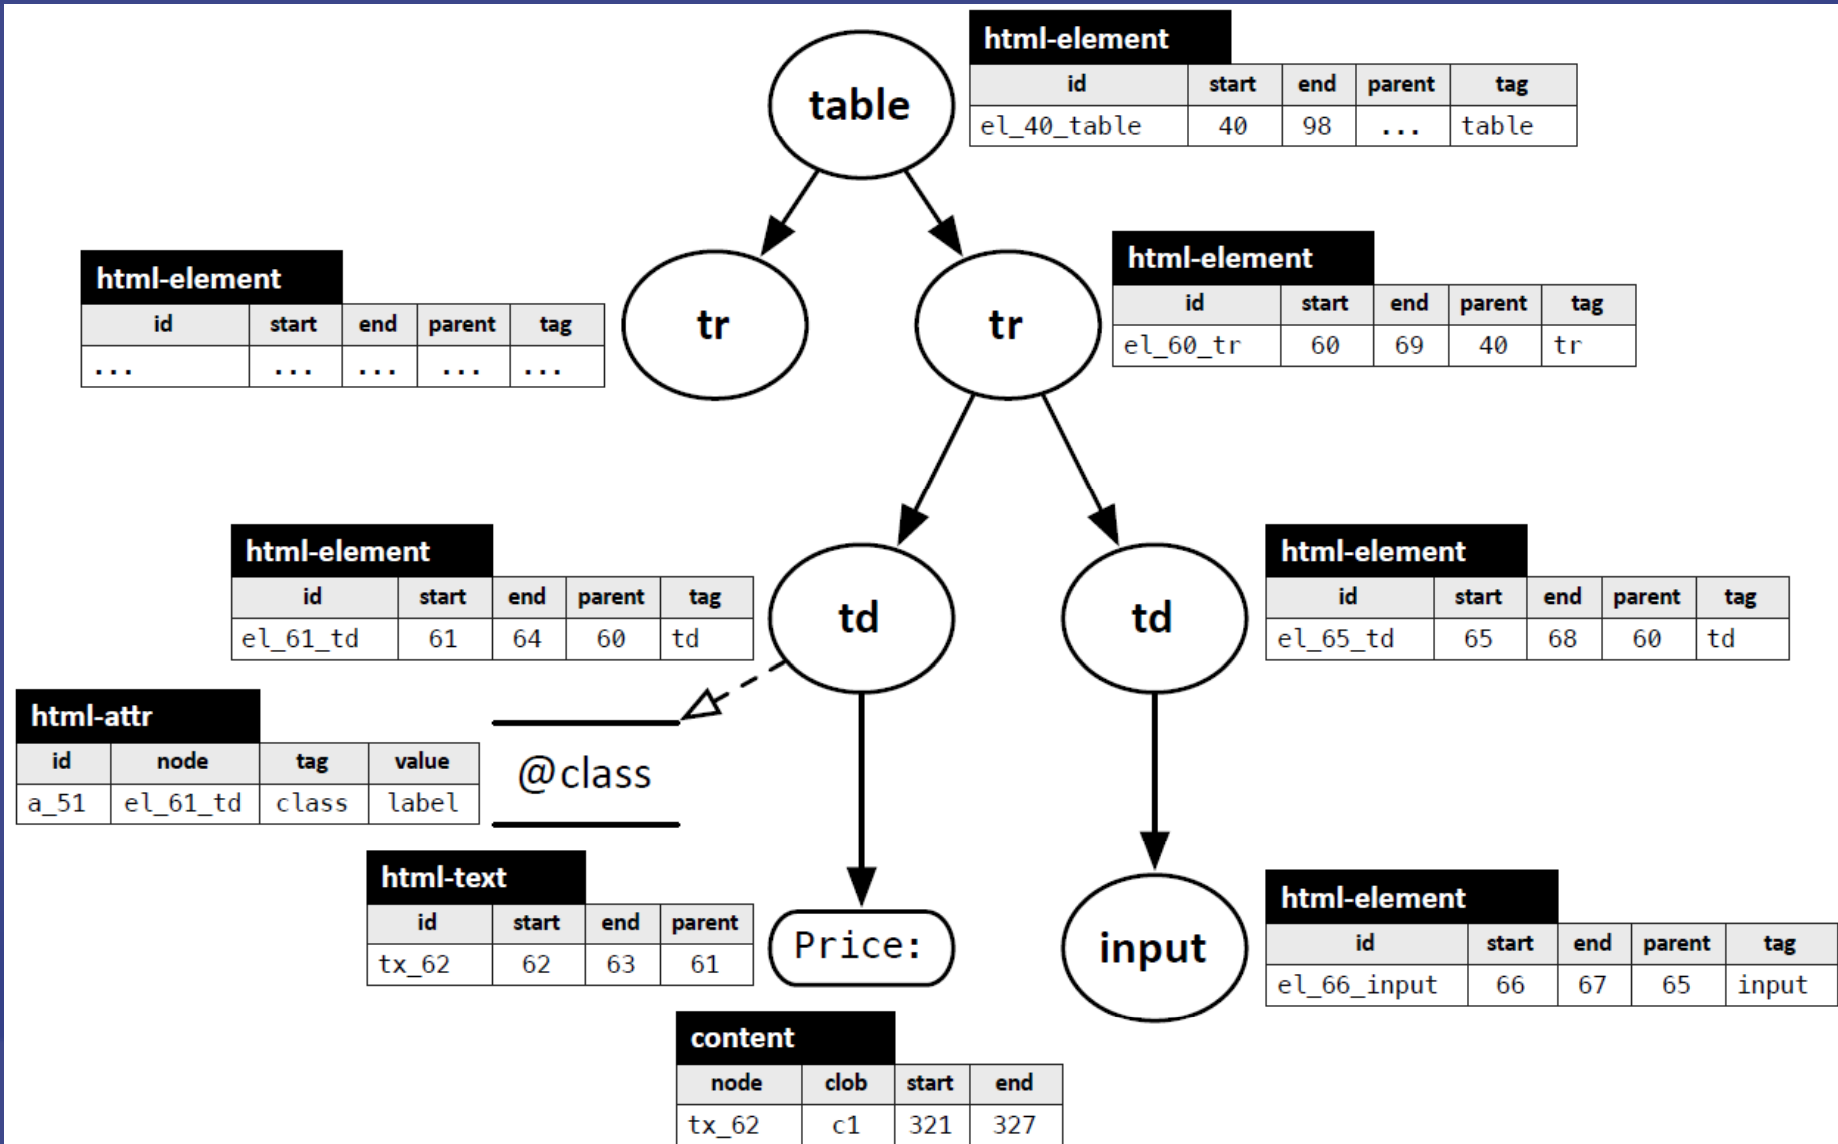 table
html-element
id start end parent tag
el_40_table 40 98 ... table
html-element
id start end parent tag
... ... ... ... ...
tr
tr
html-element
id start end parent tag
el_60_tr 60 69 40 tr
html-element
id start end parent tag
el_61_td 61 64 60 td
td
td
html-element
id start end parent tag
el_65_td 65 68 60 td
html-attr
id node tag value
a_51 el_61_td class label
@class
html-text
id start end parent
tx_62 62 63 61
Price:
input
html-element
id start end parent tag
el_66_input 66 67 65 input
content
node clob start end
tx_62 c1 321 327